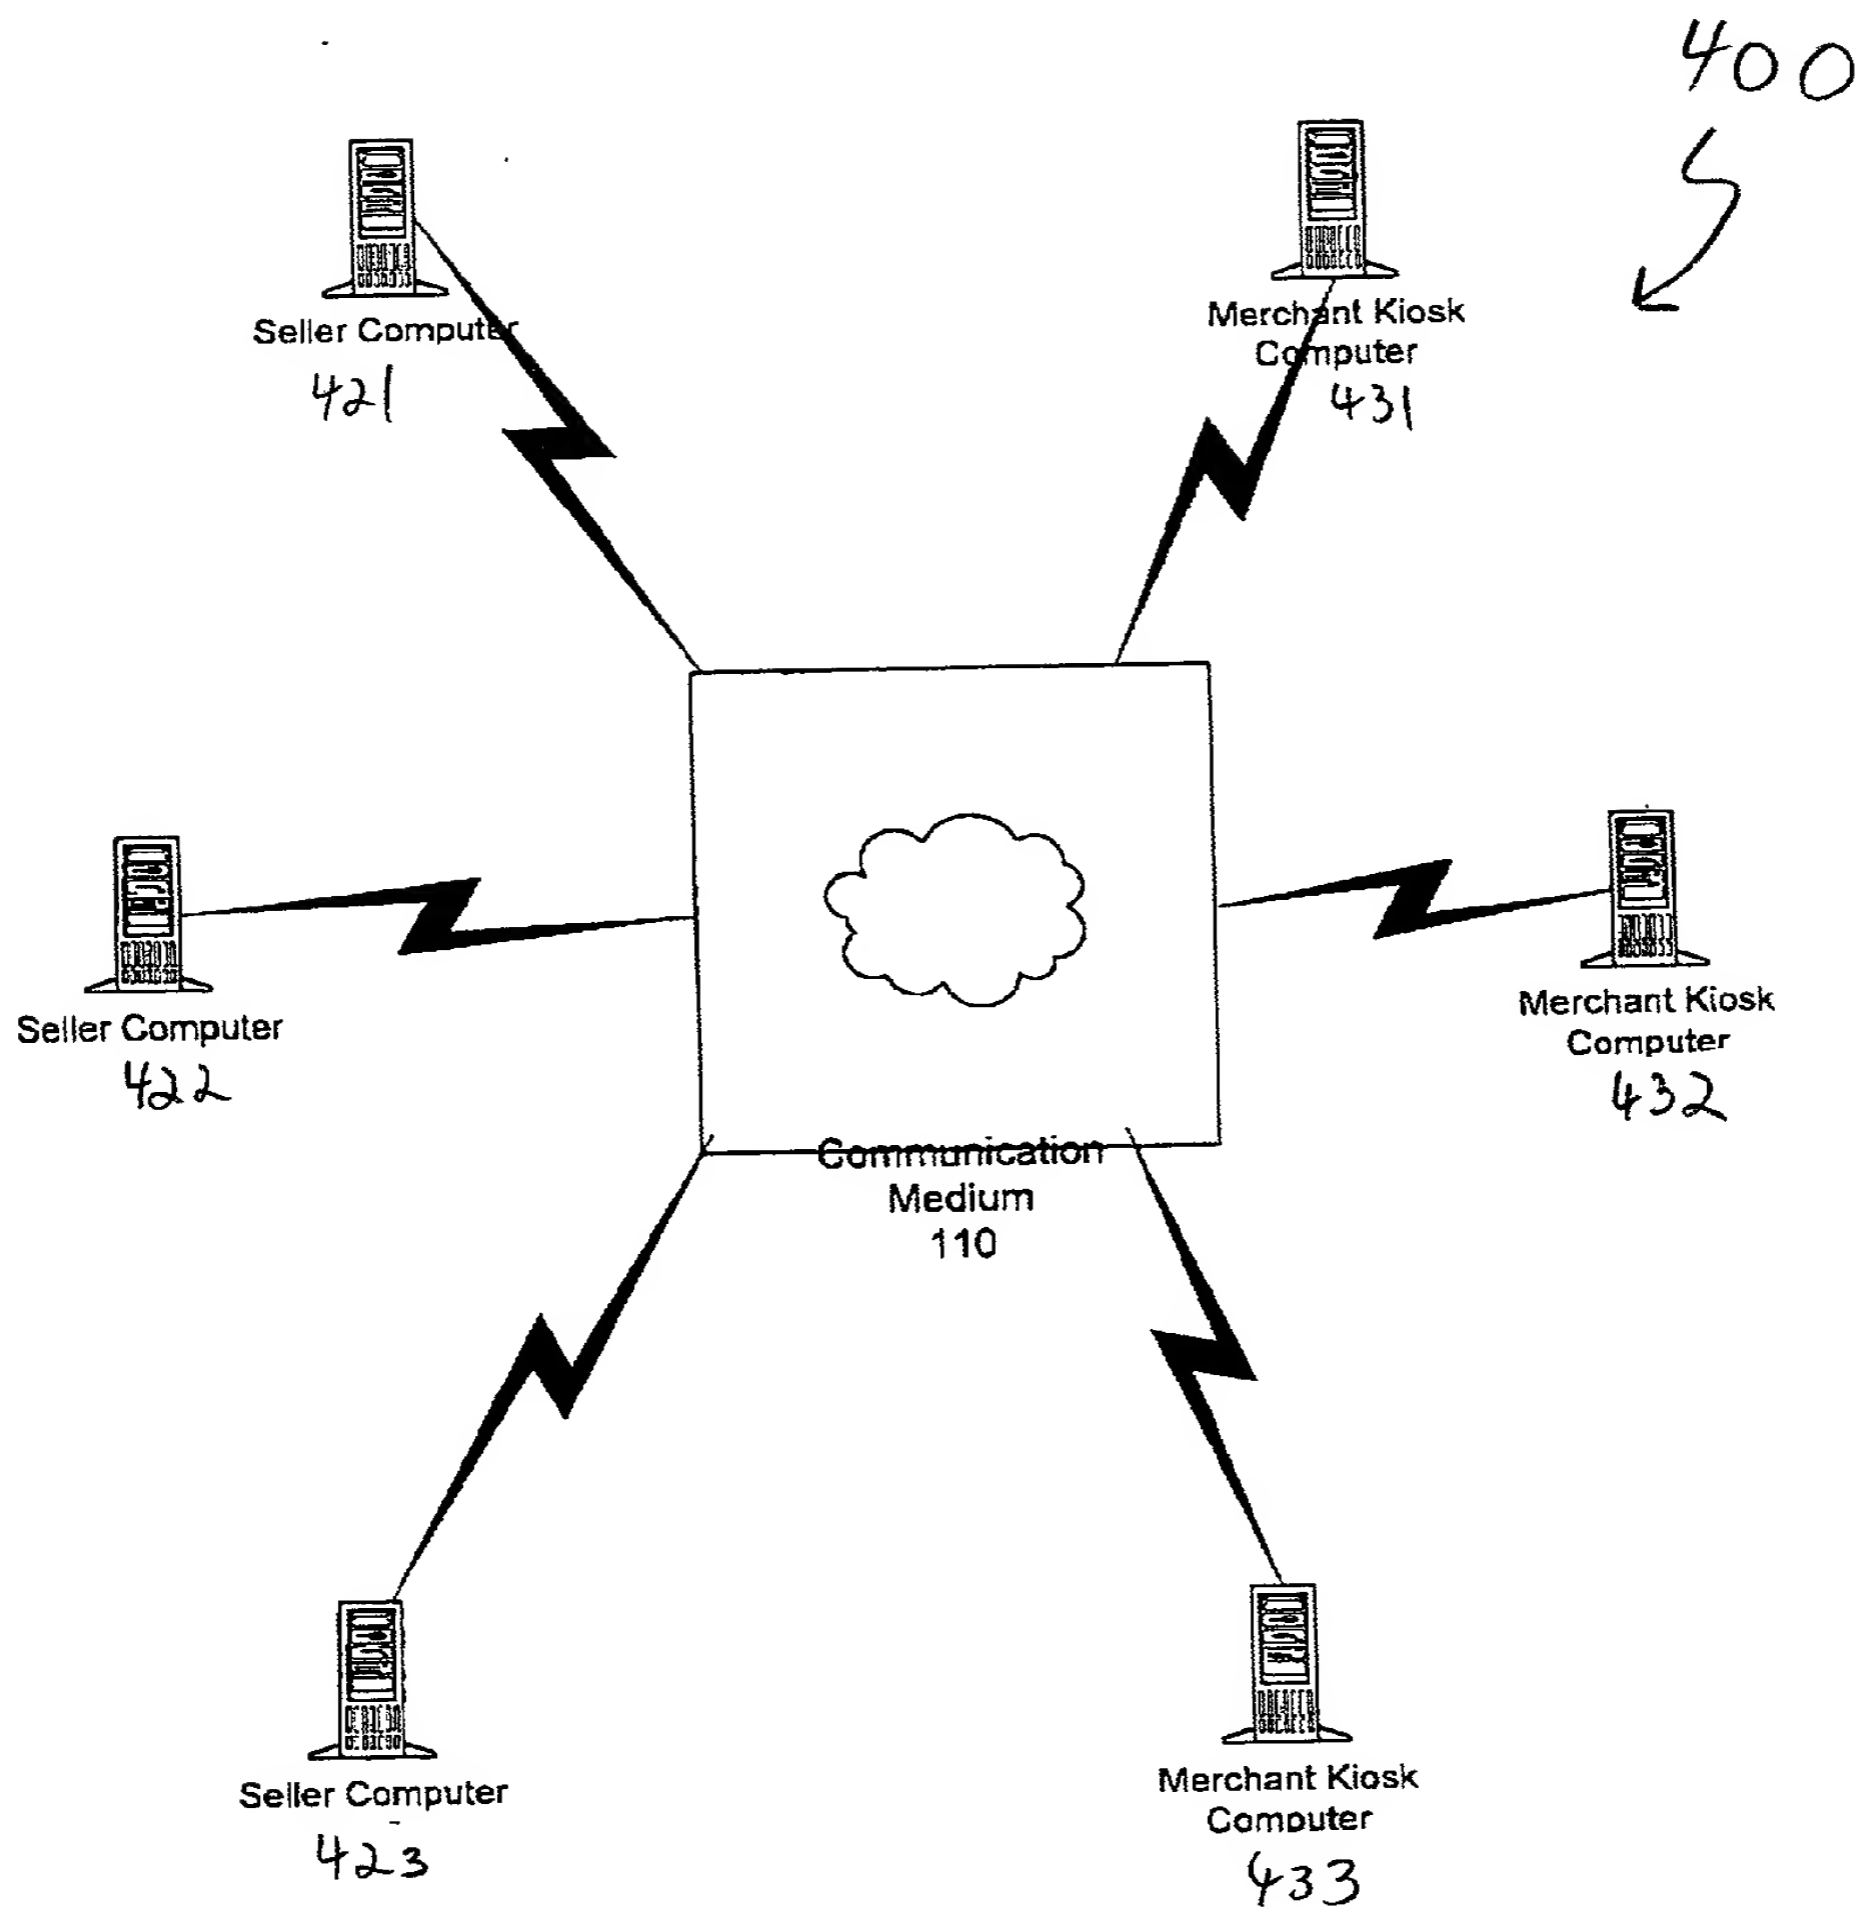 400
Seller Computer
421
Merchant Kiosk
Computer
431
Seller Computer
422
Merchant Kiosk
Computer
432
Communication
Medium
110
Seller Computer
423
Merchant Kiosk
Computer
433